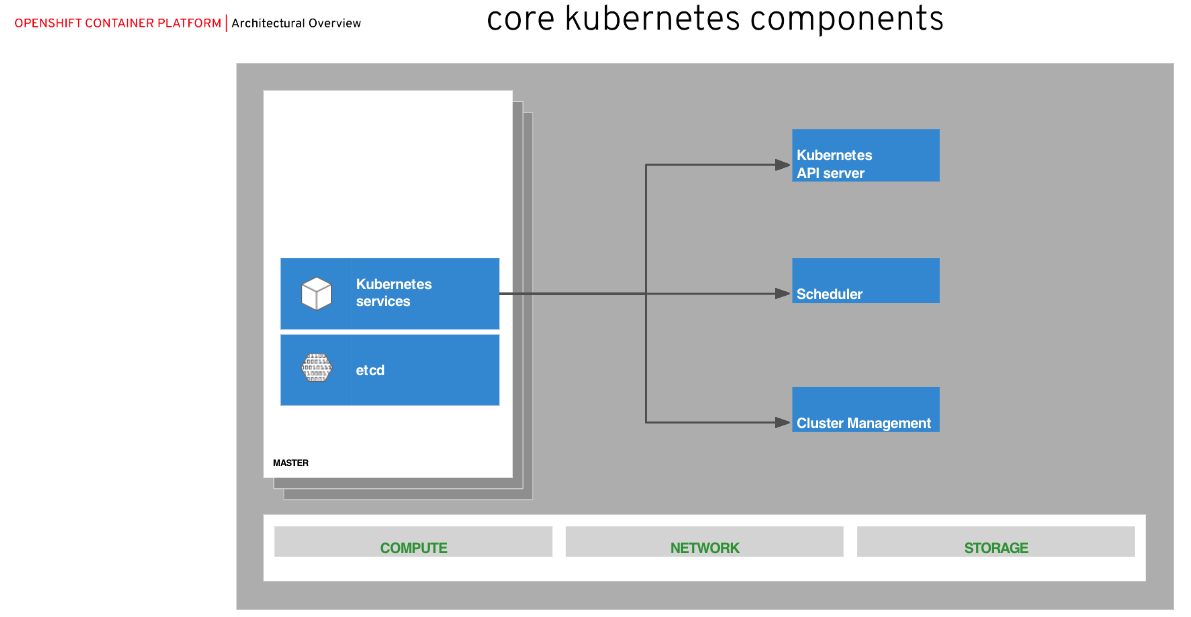 OPENSHIFT CONTAINER PLATFORM | Architectural Overview
core kubernetes components
Kubernetes
API server
Kubernetes
services
Scheduler
etcd
Cluster Management
MASTER
COMPUTE
NETWORK
STORAGE